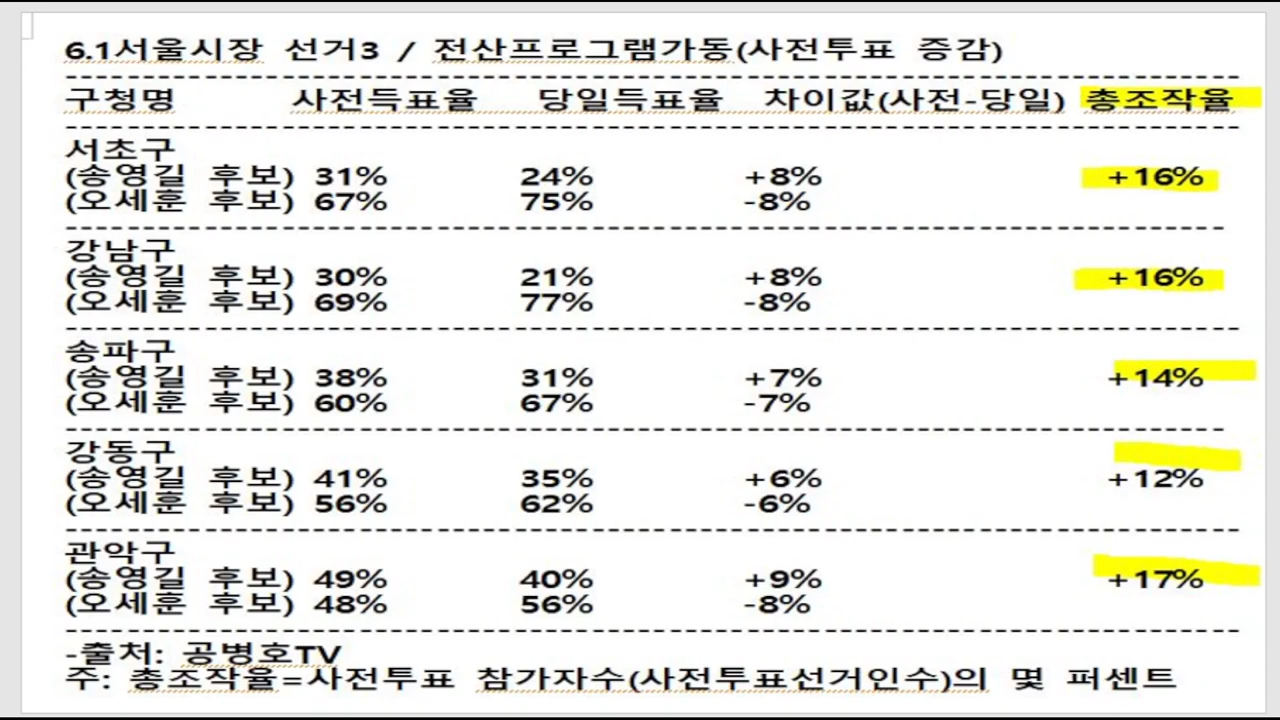 6.1서울시장 선거3 / 전산프로그램가동(사전투표 증감)
구청명 사전득표율 당일득표율 차이값(사전-당일) 총조작율
서초구
(송영길 후보) 31% 24% +8% +16%
(오세훈 후보) 67% 75% -8%
강남구
(송영길 후보) 30% 21% +8% +16%
(오세훈 후보) 69% 77% -8%
송파구
(송영길 후보) 38% 31% +7% +14%
(오세훈 후보) 60% 67% -7%
강동구
(송영길 후보) 41% 35% +6% +12%
(오세훈 후보) 56% 62% -6%
관악구
(송영길 후보) 49% 40% +9% +17%
(오세훈 후보) 48% 56% -8%
-출처: 공병호TV
주: 총조작율=사전투표 참가자수(사전투표선거인수)의 몇 퍼센트